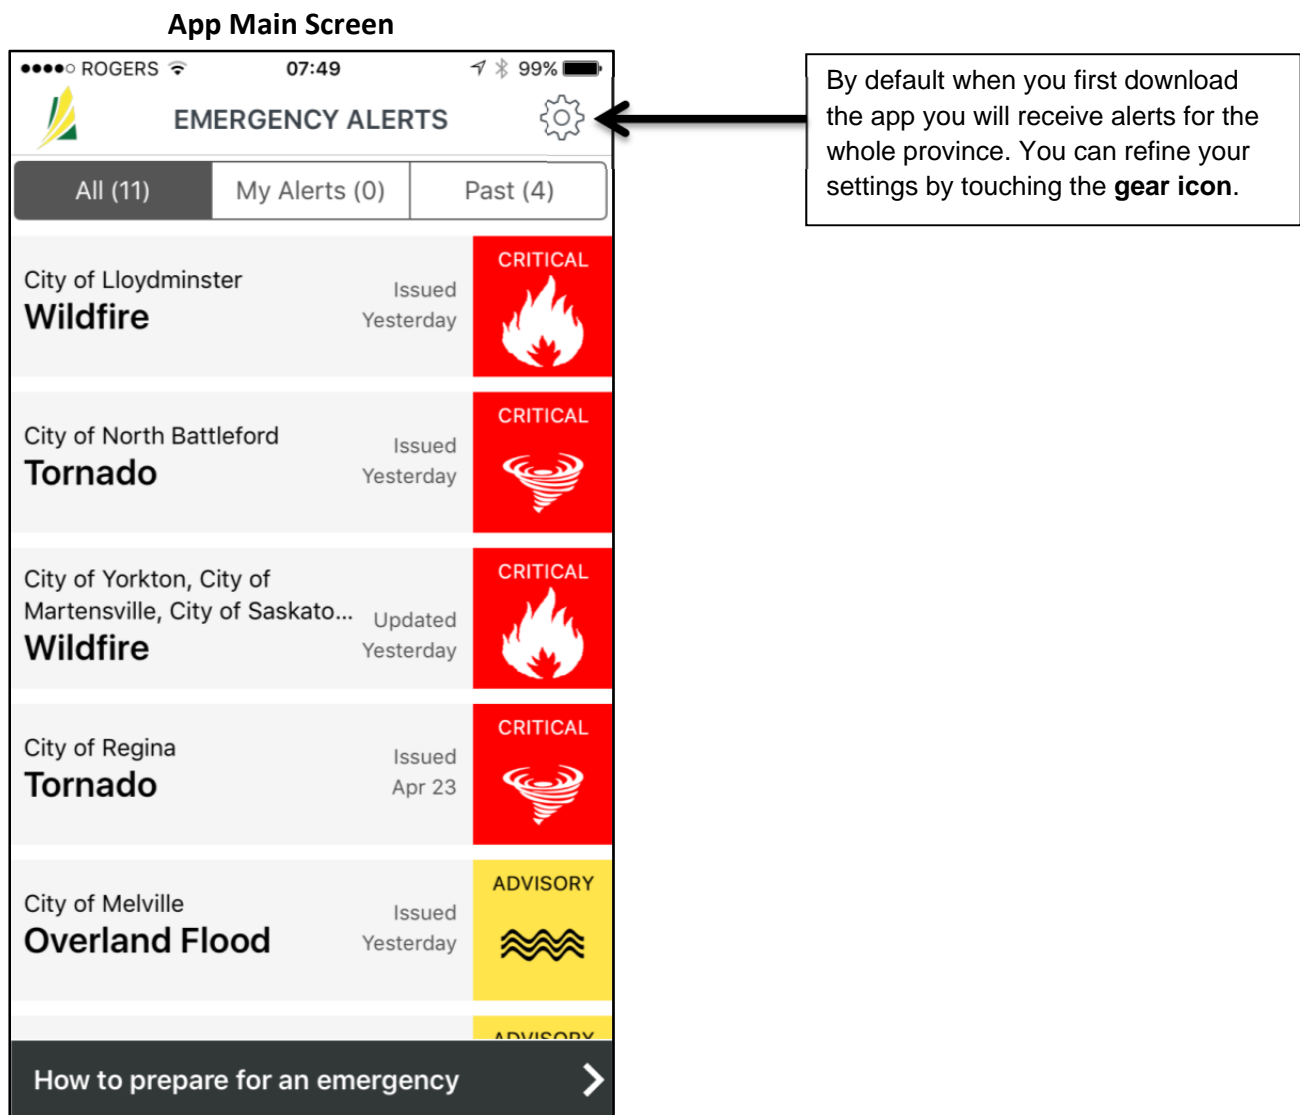 App Main Screen
ROGERS 07:49 99%
EMERGENCY ALERTS
All (11) My Alerts (0) Past (4)
By default when you first download
the app you will receive alerts for the
whole province. You can refine your
settings by touching the gear icon.
City of Lloydminster
Wildfire
Issued
Yesterday
CRITICAL
City of North Battleford
Tornado
Issued
Yesterday
CRITICAL
City of Yorkton, City of
Martensville, City of Saskato...
Wildfire
Updated
Yesterday
CRITICAL
City of Regina
Tornado
Issued
Apr 23
CRITICAL
City of Melville
Overland Flood
Issued
Yesterday
ADVISORY
ADVISORY
How to prepare for an emergency